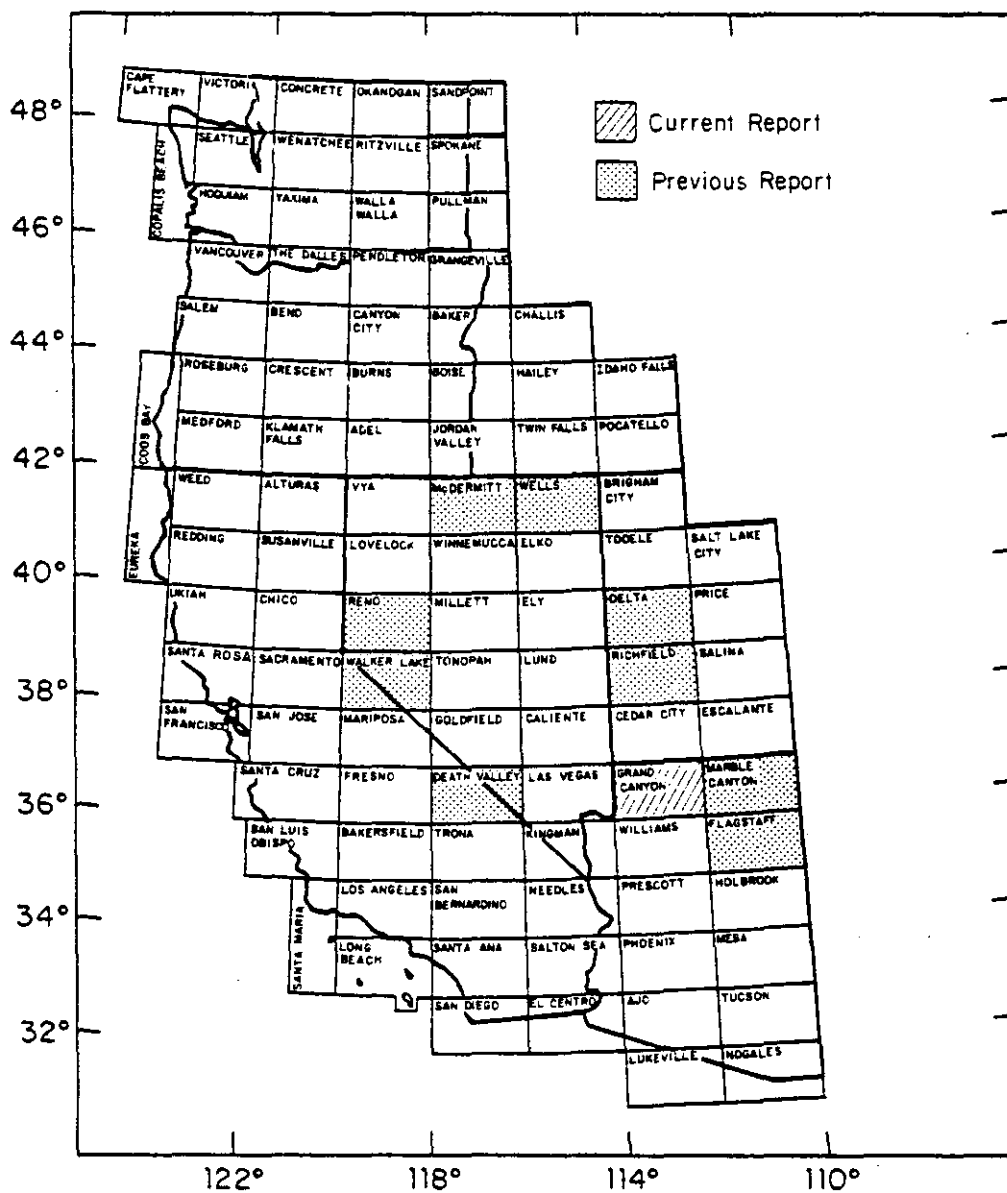 CAPE FLATTERY
VICTORIA
CONCRETE
OKANOGAN
SANDPOINT
48°
Current Report
SEATTLE
WENATCHEE
RITZVILLE
SPOKANE
Previous Report
COPALIS BEACH
HOQUIAM
YAKIMA
WALLA WALLA
PULLMAN
46°
VANCOUVER
THE DALLES
PENDLETON
GRANGEVILLE
SALEM
BEND
CANYON CITY
BAKER
CHALLIS
44°
ROSEBURG
CRESCENT
BURNS
BOISE
HAILEY
IDAHO FALLS
COOS BAY
MEDFORD
KLAMATH FALLS
ADEL
JORDAN VALLEY
TWIN FALLS
POCATELLO
42°
WEED
ALTURAS
VYA
McDERMITT
WELLS
BRIGHAM CITY
EUREKA
REDDING
SUSANVILLE
LOVELOCK
WINNEMUCCA
ELKO
TOOELE
SALT LAKE CITY
40°
UKIAH
CHICO
RENO
MILLETT
ELY
DELTA
PRICE
SANTA ROSA
SACRAMENTO
WALKER LAKE
TONOPAH
LUND
RICHFIELD
SALINA
38°
SAN FRANCISCO
SAN JOSE
MARIPOSA
GOLDFIELD
CALIENTE
CEDAR CITY
ESCALANTE
SANTA CRUZ
FRESNO
DEATH VALLEY
LAS VEGAS
GRAND CANYON
MARBLE CANYON
36°
SAN LUIS OBISPO
BAKERSFIELD
TRONA
KINGMAN
WILLIAMS
FLAGSTAFF
SANTA MARIA
LOS ANGELES
SAN BERNARDINO
NEEDLES
PRESCOTT
HOLBROOK
34°
LONG BEACH
SANTA ANA
SALTON SEA
PHOENIX
MESA
SAN DIEGO
EL CENTRO
AJO
TUCSON
32°
LUKEVILLE
NOGALES
122°
118°
114°
110°